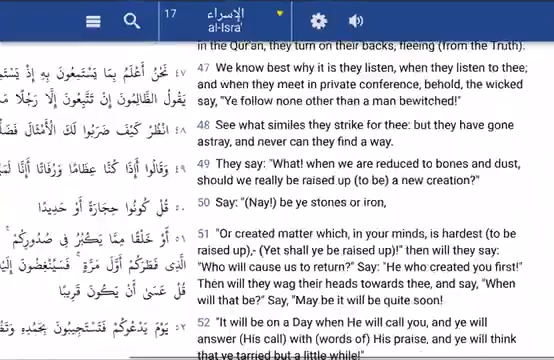 17
الإسراء
al-Isra'
in the Qur'an, they turn on their backs, fleeing (from the Truth).
٤٧ نَحْنُ أَعْلَمُ بِمَا يَسْتَمِعُونَ بِهِ إِذْ
يَقُولُ الظَّالِمُونَ إِنْ تَتَّبِعُونَ إِلَّا رَجُلًا
47 We know best why it is they listen, when they listen to thee;
and when they meet in private conference, behold, the wicked
say, "Ye follow none other than a man bewitched!"
٤٨ انْظُرْ كَيْفَ ضَرَبُوا لَكَ الْأَمْثَالَ
48 See what similes they strike for thee: but they have gone
astray, and never can they find a way.
٤٩ وَقَالُوا أَإِذَا كُنَّا عِظَامًا وَرُفَاتًا أَإِنَّا
49 They say: "What! when we are reduced to bones and dust,
should we really be raised up (to be) a new creation?"
٥٠ قُلْ كُونُوا حِجَارَةً أَوْ حَدِيدًا
50 Say: "(Nay!) be ye stones or iron,
٥١ أَوْ خَلْقًا مِمَّا يَكْبُرُ فِي صُدُورِكُمْ ۚ
الَّذِي فَطَرَكُمْ أَوَّلَ مَرَّةٍ ۚ فَسَيُنْغِضُونَ
قُلْ عَسَىٰ أَنْ يَكُونَ قَرِيبًا
51 "Or created matter which, in your minds, is hardest (to be
raised up),- (Yet shall ye be raised up)!" then will they say:
"Who will cause us to return?" Say: "He who created you first!"
Then will they wag their heads towards thee, and say, "When
will that be?" Say, "May be it will be quite soon!
٥٢ يَوْمَ يَدْعُوكُمْ فَتَسْتَجِيبُونَ بِحَمْدِهِ
52 "It will be on a Day when He will call you, and ye will
answer (His call) with (words of) His praise, and ye will think
that ye tarried but a little while!"